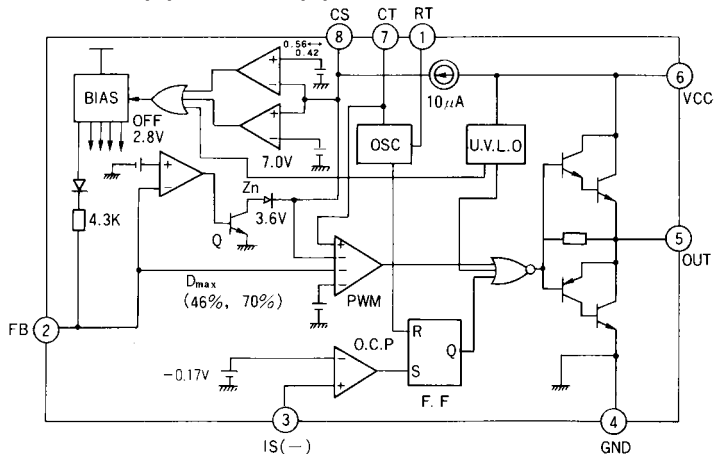 CS CT RT
8 7 1
0.56↔
0.42
6
VCC
10μA
BIAS
OFF
2.8V
7.0V
OSC
U.V.L.O
Zn
3.6V
4.3K
Q
5
OUT
Dmax
(46%, 70%)
PWM
FB 2
O.C.P
R
Q
S
F.F
−0.17V
3
IS(−)
4
GND
+
−
+
−
+
−
+
−
−
−
−
+